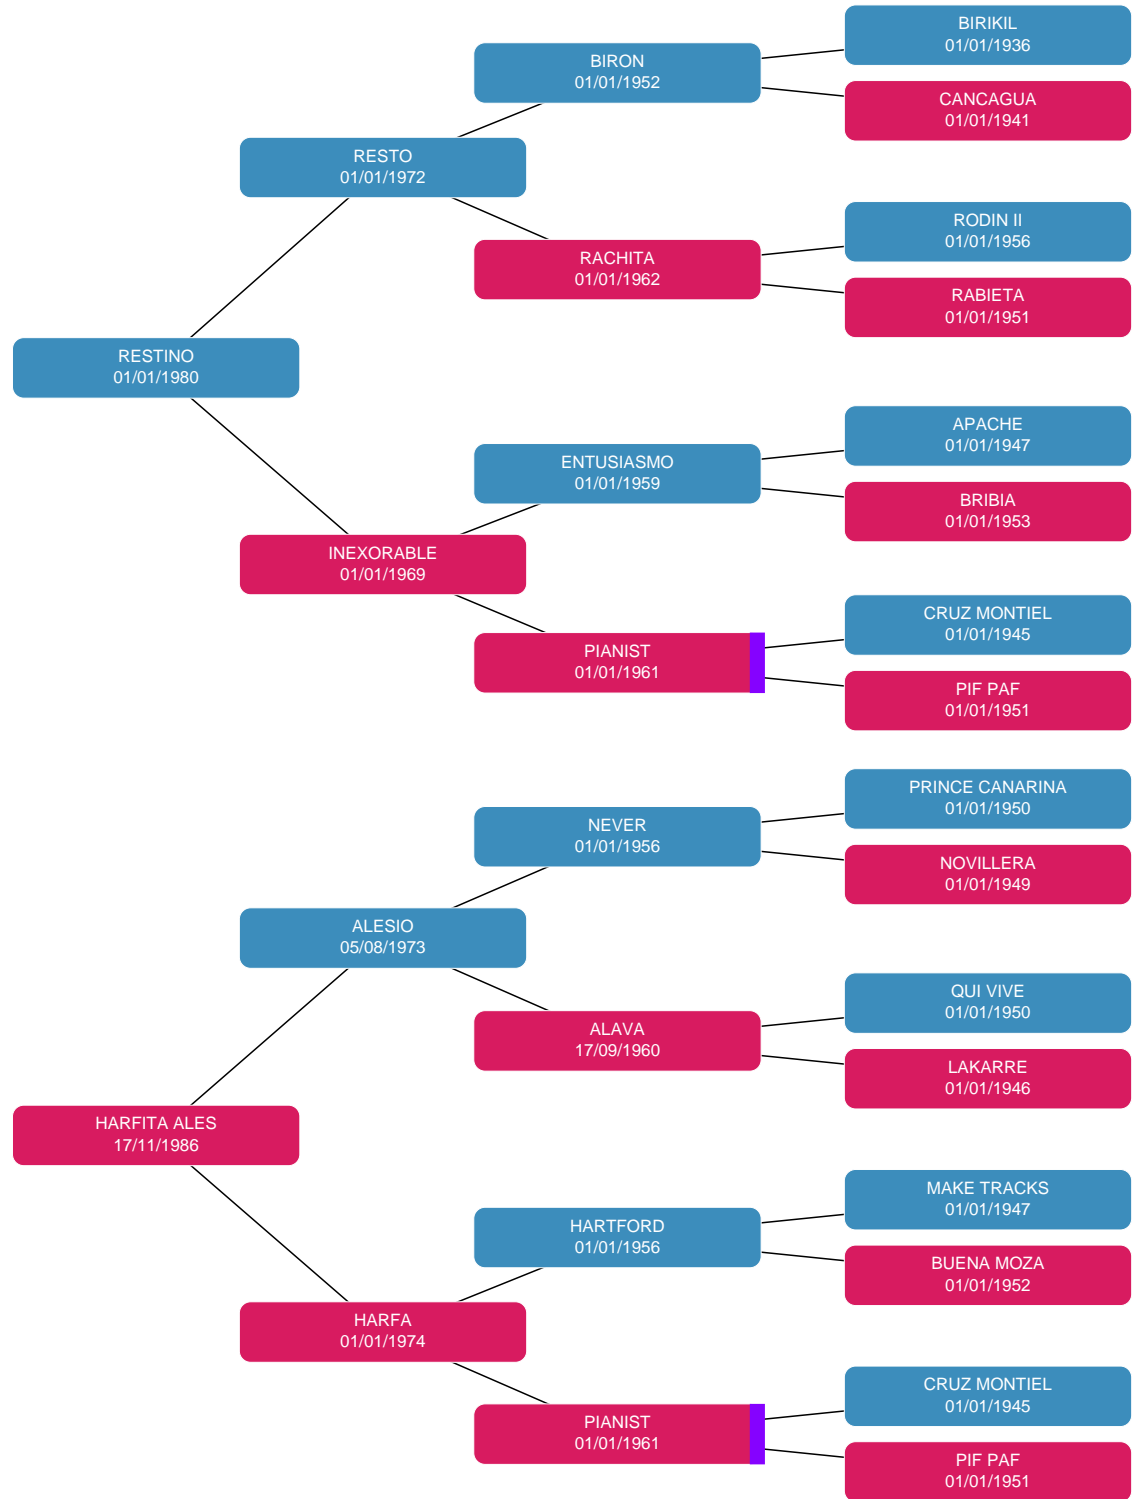 BIRIKIL
01/01/1936
BIRON
01/01/1952
CANCAGUA
01/01/1941
RESTO
01/01/1972
RODIN II
01/01/1956
RACHITA
01/01/1962
RABIETA
01/01/1951
RESTINO
01/01/1980
APACHE
01/01/1947
ENTUSIASMO
01/01/1959
BRIBIA
01/01/1953
INEXORABLE
01/01/1969
CRUZ MONTIEL
01/01/1945
PIANIST
01/01/1961
PIF PAF
01/01/1951
PRINCE CANARINA
01/01/1950
NEVER
01/01/1956
NOVILLERA
01/01/1949
ALESIO
05/08/1973
QUI VIVE
01/01/1950
ALAVA
17/09/1960
LAKARRE
01/01/1946
HARFITA ALES
17/11/1986
MAKE TRACKS
01/01/1947
HARTFORD
01/01/1956
BUENA MOZA
01/01/1952
HARFA
01/01/1974
CRUZ MONTIEL
01/01/1945
PIANIST
01/01/1961
PIF PAF
01/01/1951